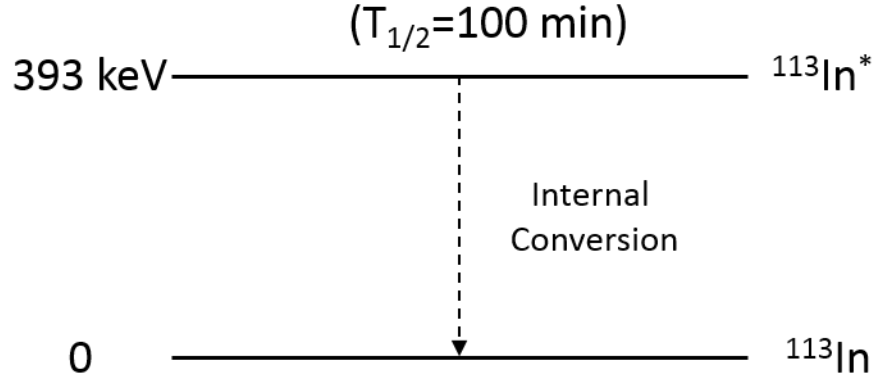 (T₁/₂=100 min)
393 keV ¹¹³In*
Internal
Conversion
0 ¹¹³In